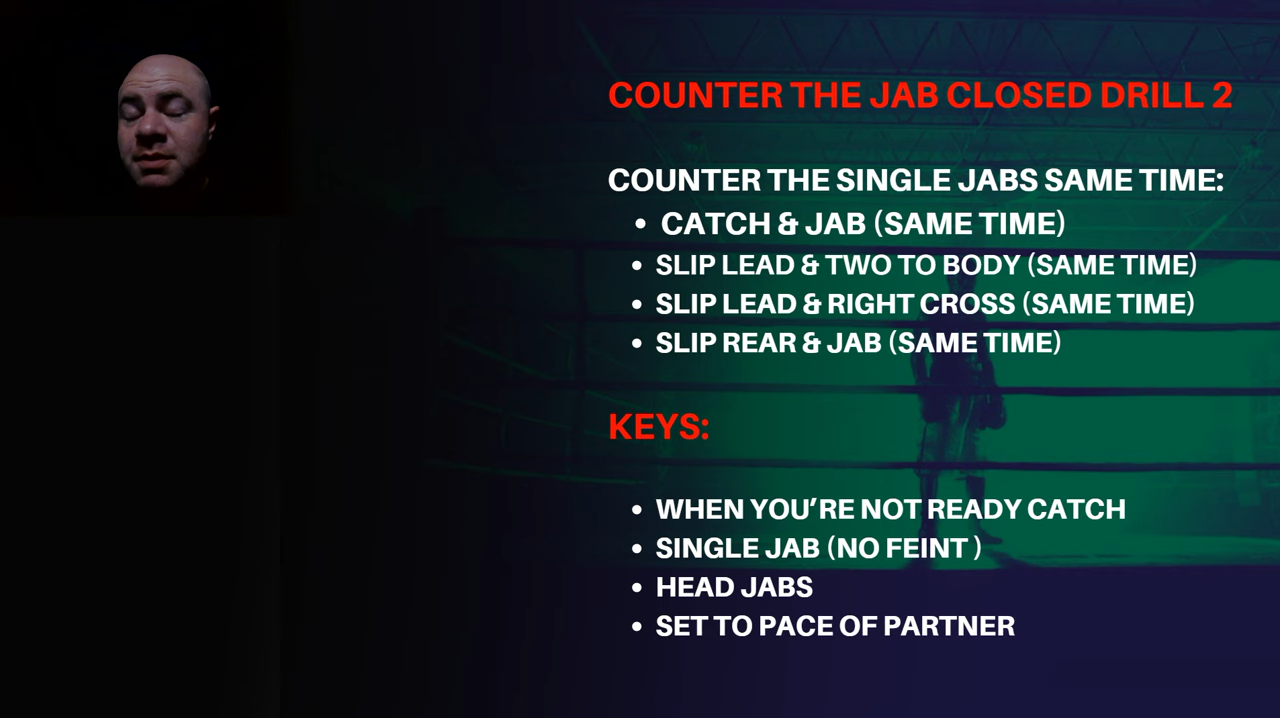 COUNTER THE JAB CLOSED DRILL 2
COUNTER THE SINGLE JABS SAME TIME:
• CATCH & JAB (SAME TIME)
• SLIP LEAD & TWO TO BODY (SAME TIME)
• SLIP LEAD & RIGHT CROSS (SAME TIME)
• SLIP REAR & JAB (SAME TIME)
KEYS:
• WHEN YOU'RE NOT READY CATCH
• SINGLE JAB (NO FEINT )
• HEAD JABS
• SET TO PACE OF PARTNER